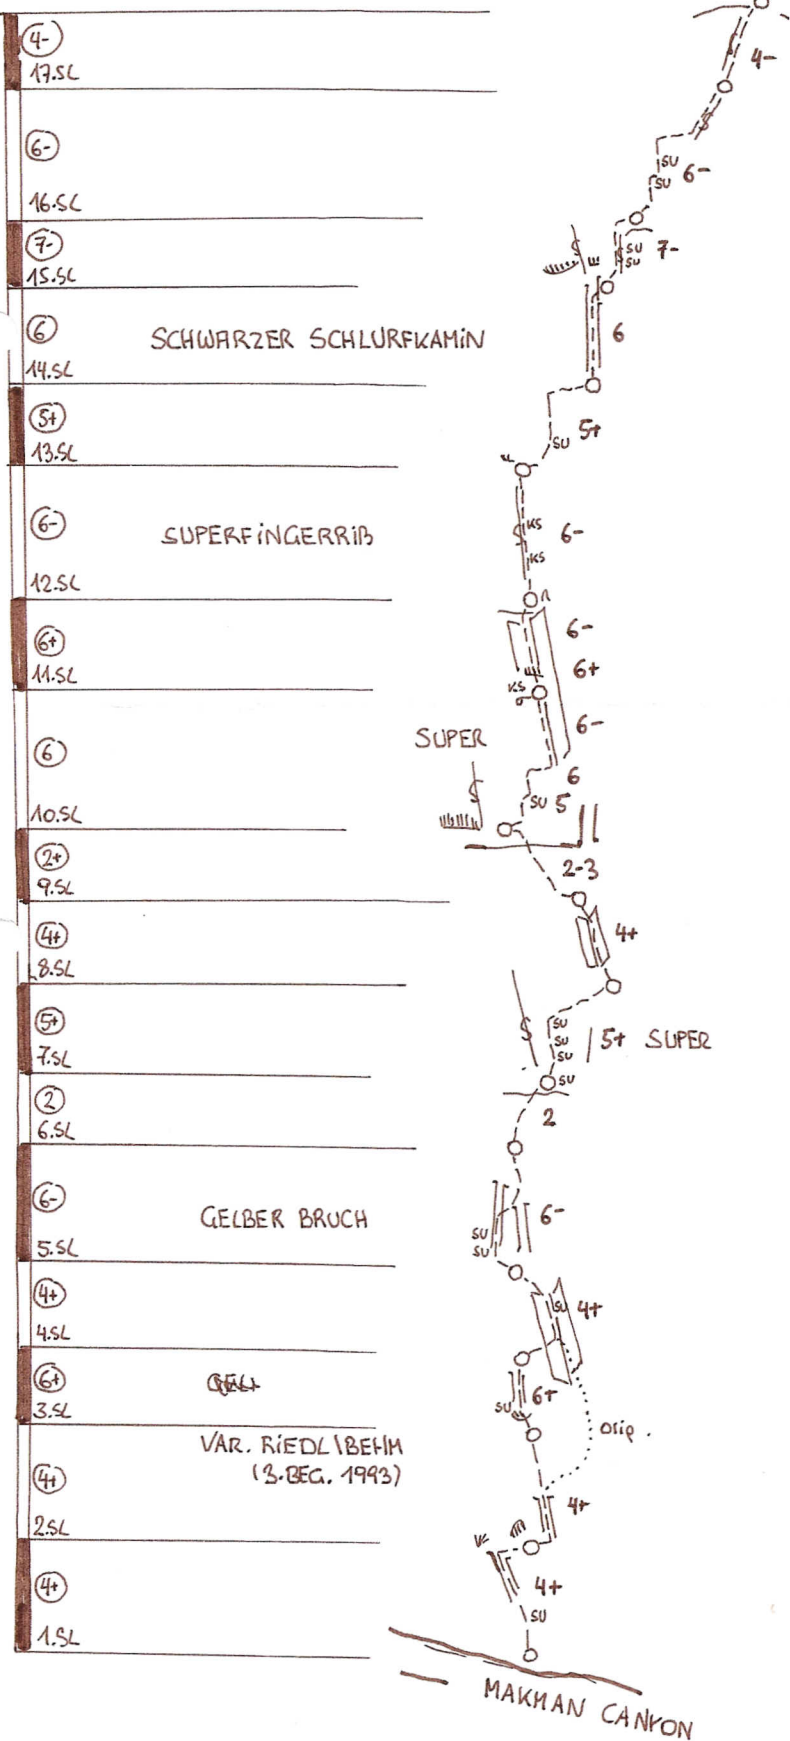 4-
4-
17.SL
6-
SU
SU 6-
16.SL
7-
SU 7-
SU
15.SL
6
SCHWARZER SCHLURFKAMIN
6
14.SL
5+
SU 5+
13.SL
6-
SUPERFINGERRIß
KS 6-
KS
12.SL
6-
6+
6+
11.SL
KS
6-
SUPER
6
6
SU 5
10.SL
2+
2-3
9.SL
4+
4+
8.SL
5+
SU
SU 5+ SUPER
SU
7.SL
SU
2
2
6.SL
6-
GELBER BRUCH
6-
SU
SU
5.SL
4+
SU 4+
4.SL
6+
6+
SU
3.SL
orig.
VAR. RIEDL\BEHM
(3.BEG. 1993)
4+
4+
2.SL
4+
4+
SU
1.SL
MAKHAN CANYON